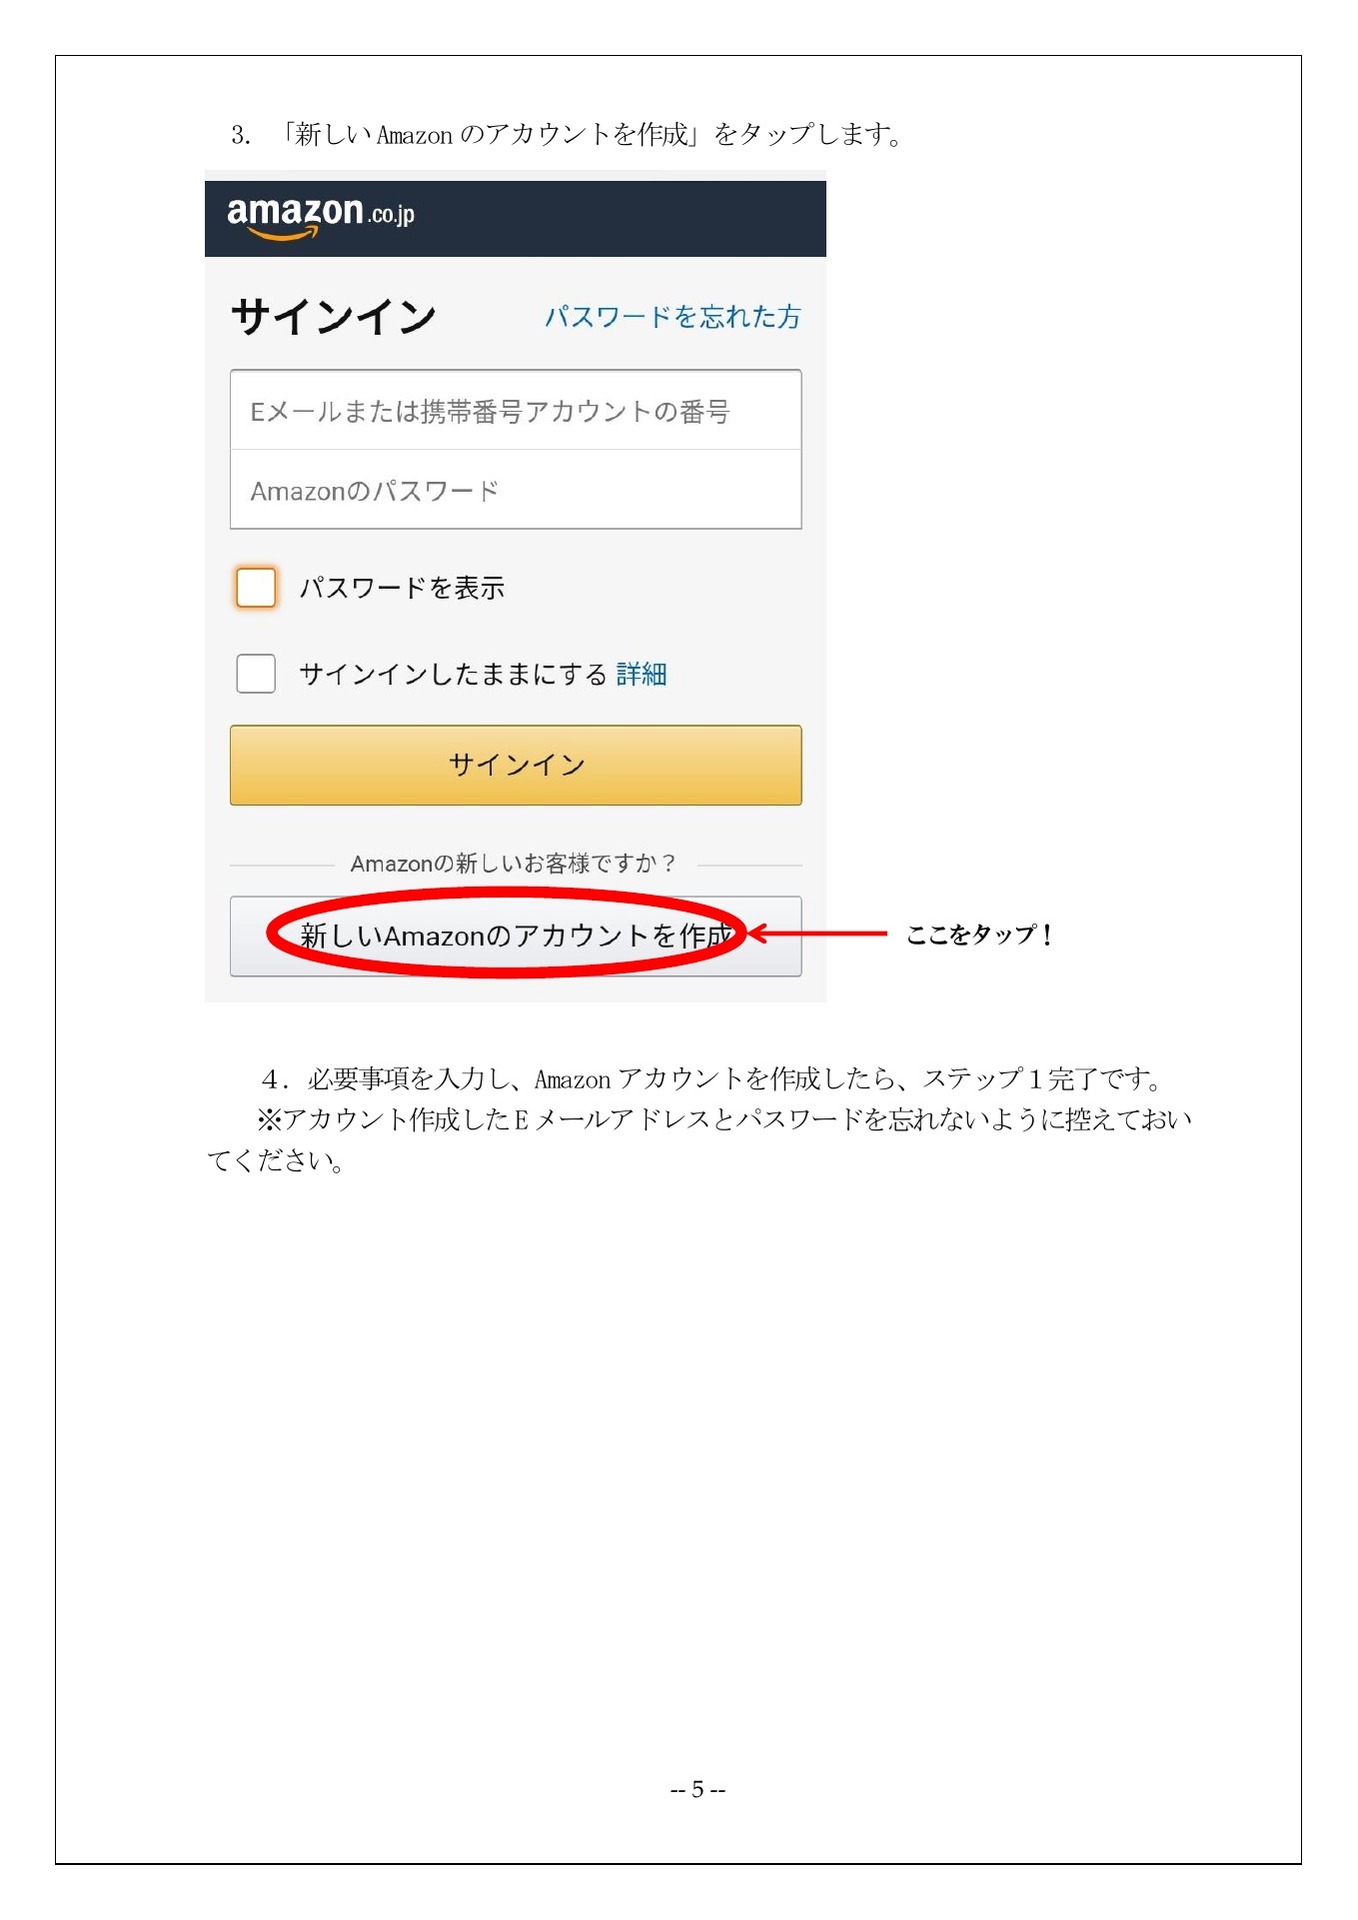 3. 「新しい Amazon のアカウントを作成」をタップします。
amazon.co.jp
サインイン パスワードを忘れた方
Eメールまたは携帯番号アカウントの番号
Amazonのパスワード
パスワードを表示
サインインしたままにする 詳細
サインイン
Amazonの新しいお客様ですか？
新しいAmazonのアカウントを作成 ここをタップ！
４．必要事項を入力し、Amazon アカウントを作成したら、ステップ１完了です。
※アカウント作成した E メールアドレスとパスワードを忘れないように控えておい
てください。
-- 5 --